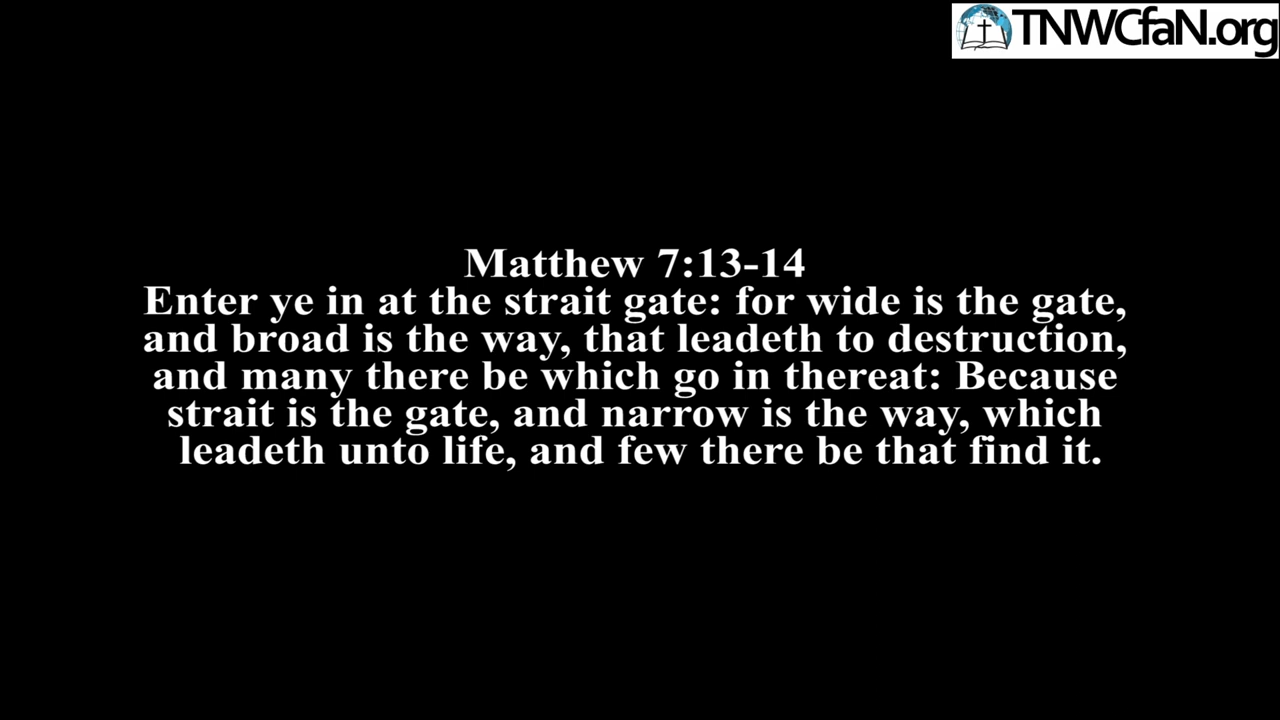 TNWCfaN.org
Matthew 7:13-14
Enter ye in at the strait gate: for wide is the gate,
and broad is the way, that leadeth to destruction,
and many there be which go in thereat: Because
strait is the gate, and narrow is the way, which
leadeth unto life, and few there be that find it.